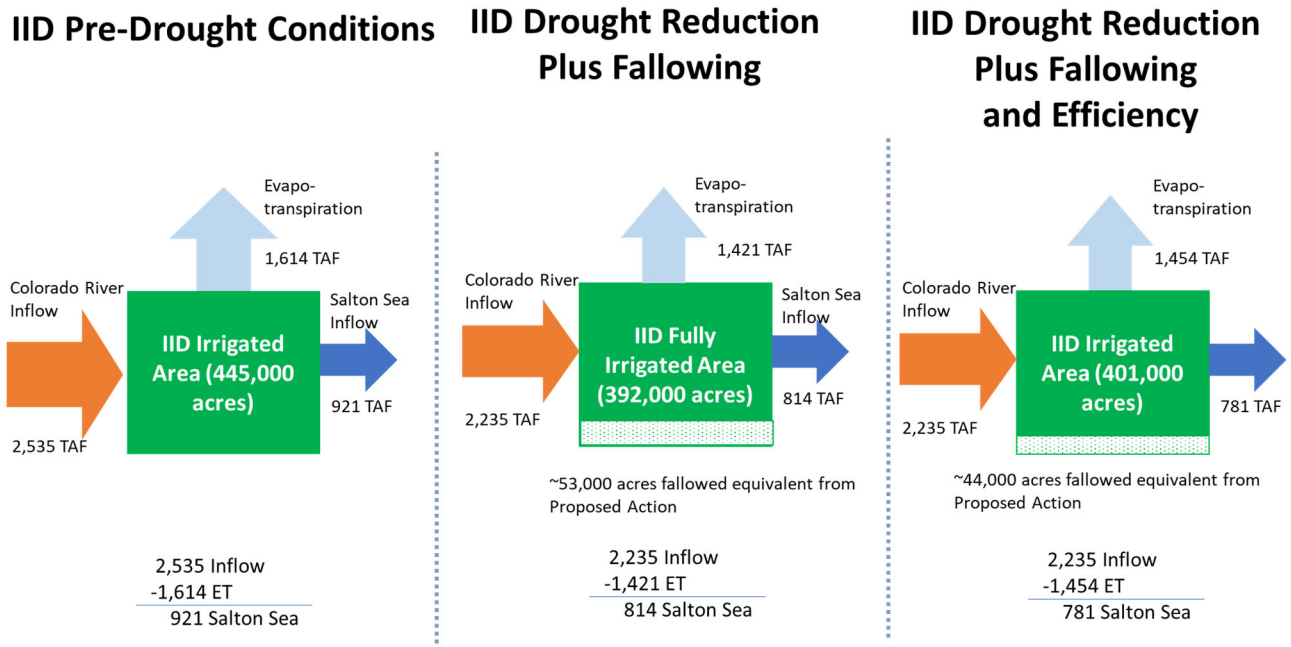 IID Pre-Drought Conditions
Evapo-
transpiration
1,614 TAF
Colorado River
Inflow
2,535 TAF
IID Irrigated
Area (445,000
acres)
Salton Sea
Inflow
921 TAF
2,535 Inflow
-1,614 ET
921 Salton Sea
IID Drought Reduction
Plus Fallowing
Evapo-
transpiration
1,421 TAF
Colorado River
Inflow
2,235 TAF
IID Fully
Irrigated Area
(392,000 acres)
Salton Sea
Inflow
814 TAF
~53,000 acres fallowed equivalent from
Proposed Action
2,235 Inflow
-1,421 ET
814 Salton Sea
IID Drought Reduction
Plus Fallowing
and Efficiency
Evapo-
transpiration
1,454 TAF
Colorado River
Inflow
2,235 TAF
IID Irrigated
Area (401,000
acres)
Salton Sea
Inflow
781 TAF
~44,000 acres fallowed equivalent from
Proposed Action
2,235 Inflow
-1,454 ET
781 Salton Sea